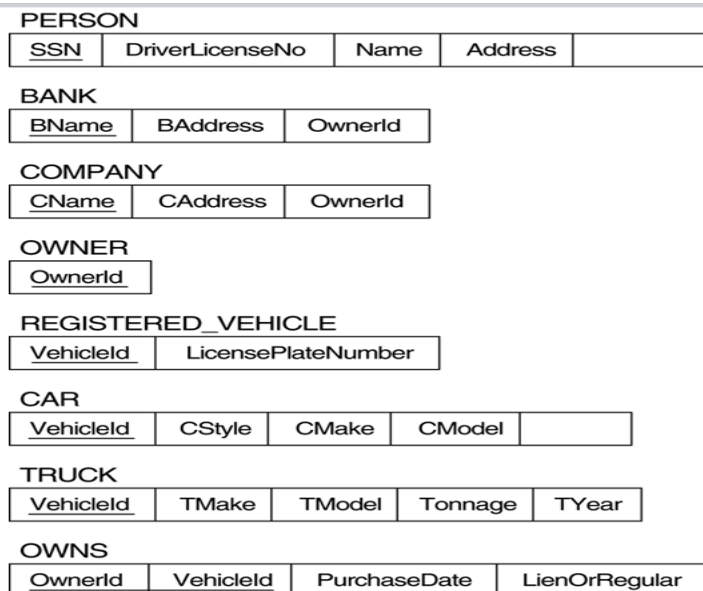 PERSON
SSN DriverLicenseNo Name Address
BANK
BName BAddress OwnerId
COMPANY
CName CAddress OwnerId
OWNER
OwnerId
REGISTERED_VEHICLE
VehicleId LicensePlateNumber
CAR
VehicleId CStyle CMake CModel
TRUCK
VehicleId TMake TModel Tonnage TYear
OWNS
OwnerId VehicleId PurchaseDate LienOrRegular